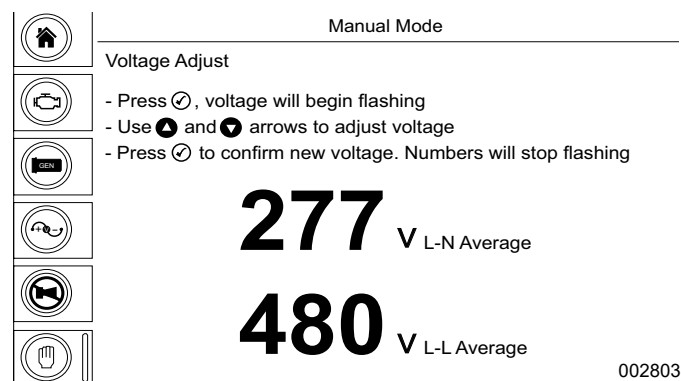 Manual Mode
Voltage Adjust
- Press ✓, voltage will begin flashing
- Use ▲ and ▼ arrows to adjust voltage
- Press ✓ to confirm new voltage. Numbers will stop flashing
GEN
277 V L-N Average
480 V L-L Average
002803